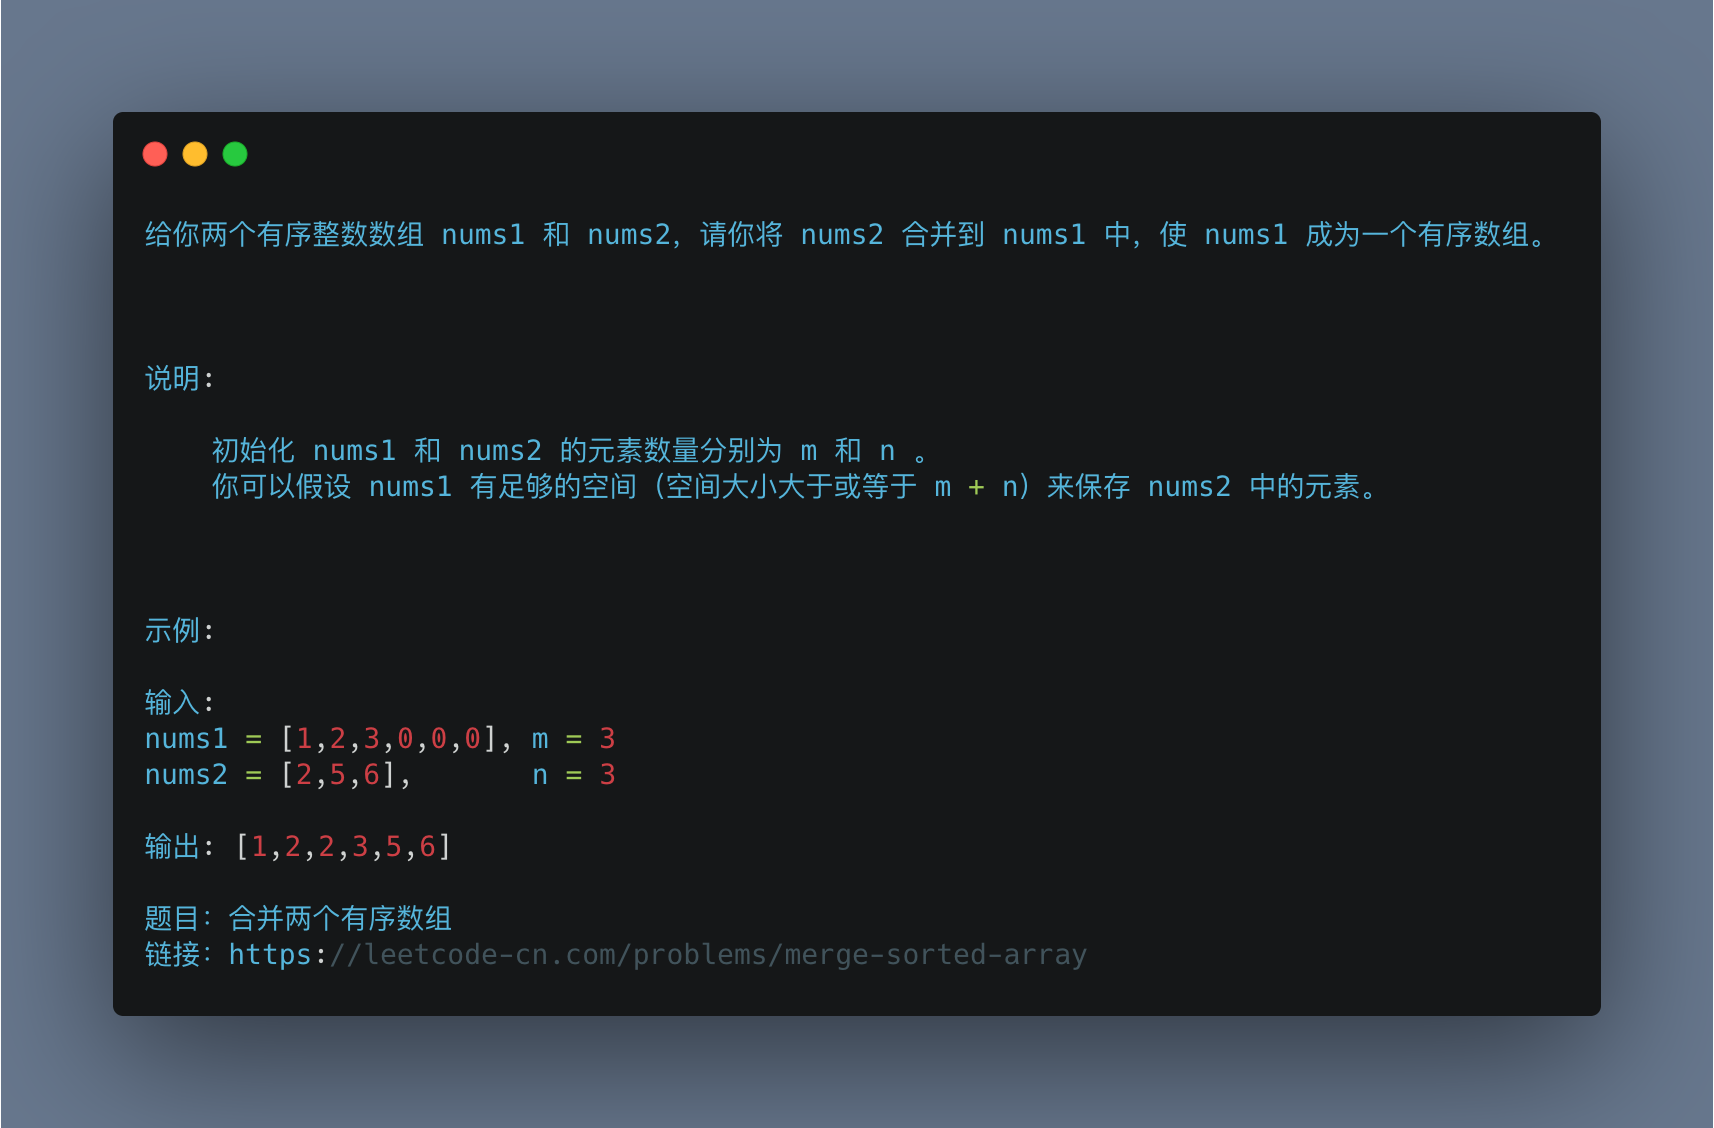 给你两个有序整数数组 nums1 和 nums2，请你将 nums2 合并到 nums1 中，使 nums1 成为一个有序数组。
说明:
初始化 nums1 和 nums2 的元素数量分别为 m 和 n 。
你可以假设 nums1 有足够的空间（空间大小大于或等于 m + n）来保存 nums2 中的元素。
示例:
输入:
nums1 = [1,2,3,0,0,0], m = 3
nums2 = [2,5,6],       n = 3
输出: [1,2,2,3,5,6]
题目：合并两个有序数组
链接：https://leetcode-cn.com/problems/merge-sorted-array